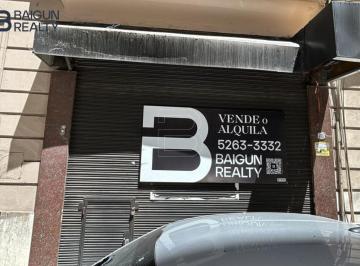 BAIGUN
REALTY
VENDE o
ALQUILA
5263-3332
BAIGUN
REALTY